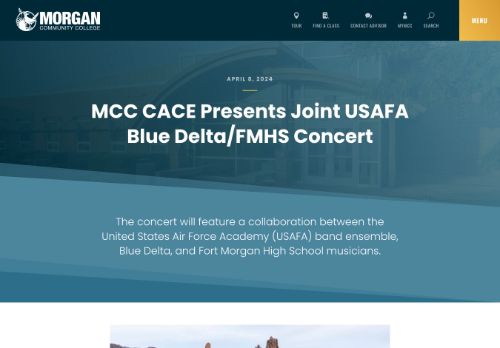 MORGAN
COMMUNITY COLLEGE
TOUR
FIND A CLASS
CONTACT ADVISOR
MYMCC
SEARCH
MENU
APRIL 8, 2024
MCC CACE Presents Joint USAFA
Blue Delta/FMHS Concert
The concert will feature a collaboration between the
United States Air Force Academy (USAFA) band ensemble,
Blue Delta, and Fort Morgan High School musicians.